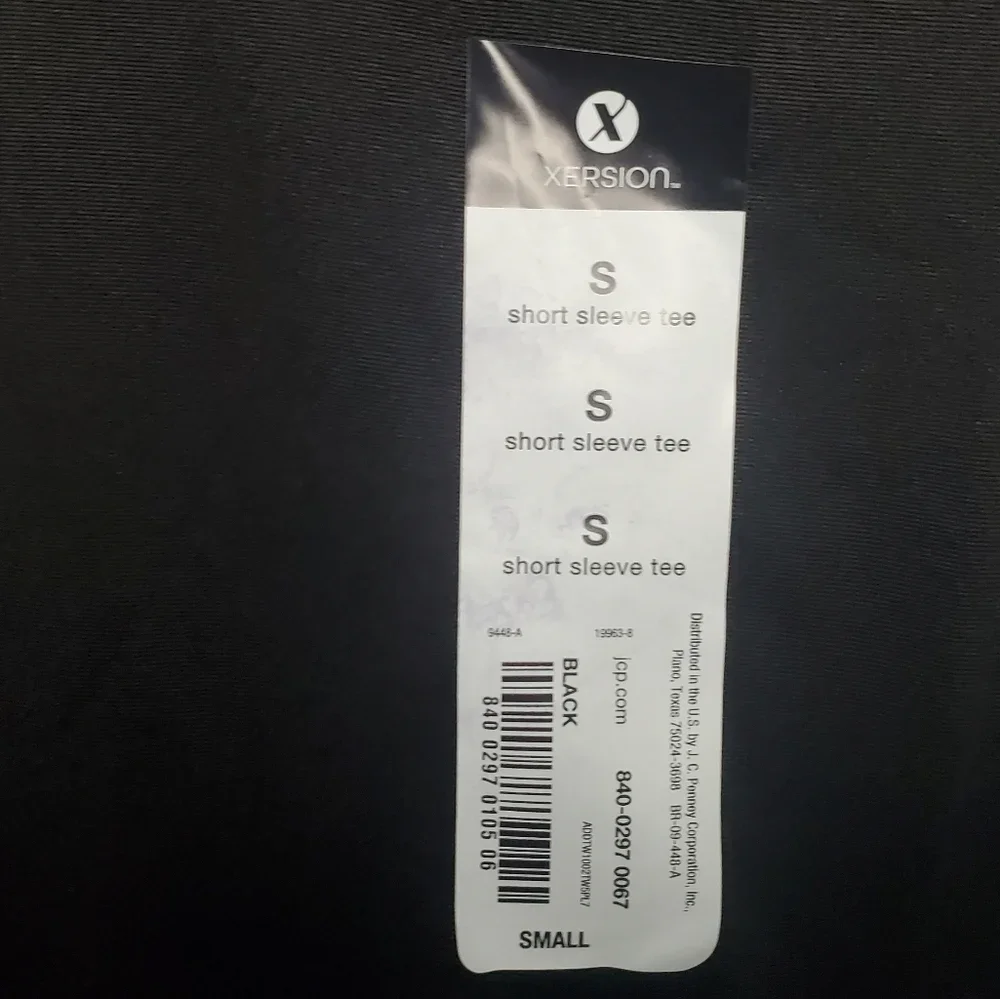 X
XERSION™
S
short sleeve tee
S
short sleeve tee
S
short sleeve tee
9448-A 19963-8
Distributed in the U.S. by J. C. Penney Corporation, Inc.,
Plano, Texas 75024-3698 BR-09-448-A
jcp.com 840-0297 0067
BLACK
840 0297 0105 06
SMALL